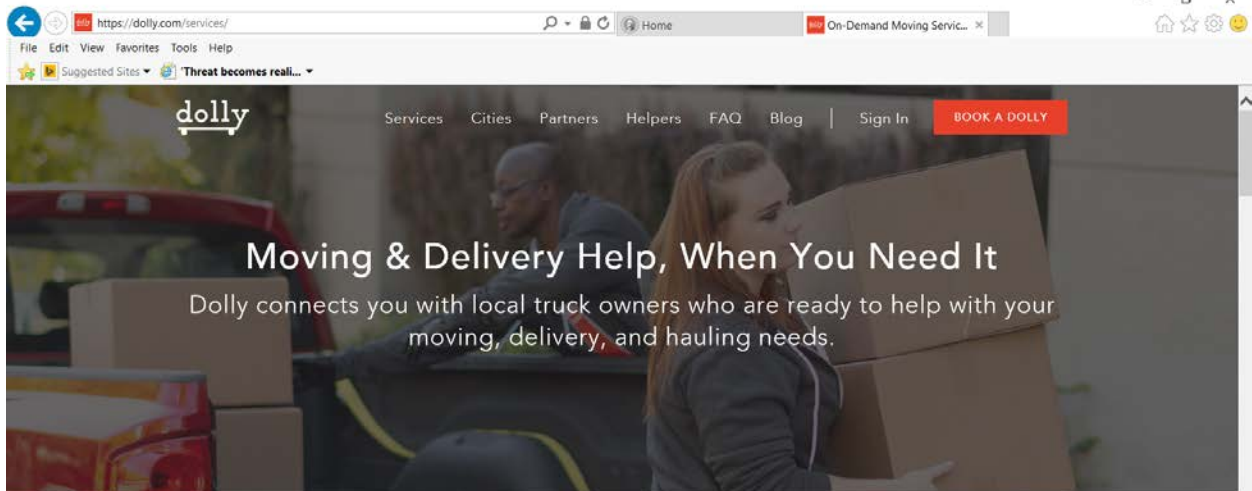 https://dolly.com/services/
Home
On-Demand Moving Servic...
File Edit View Favorites Tools Help
Suggested Sites
'Threat becomes reali...
dolly
Services Cities Partners Helpers FAQ Blog | Sign In BOOK A DOLLY
Moving & Delivery Help, When You Need It
Dolly connects you with local truck owners who are ready to help with your
moving, delivery, and hauling needs.